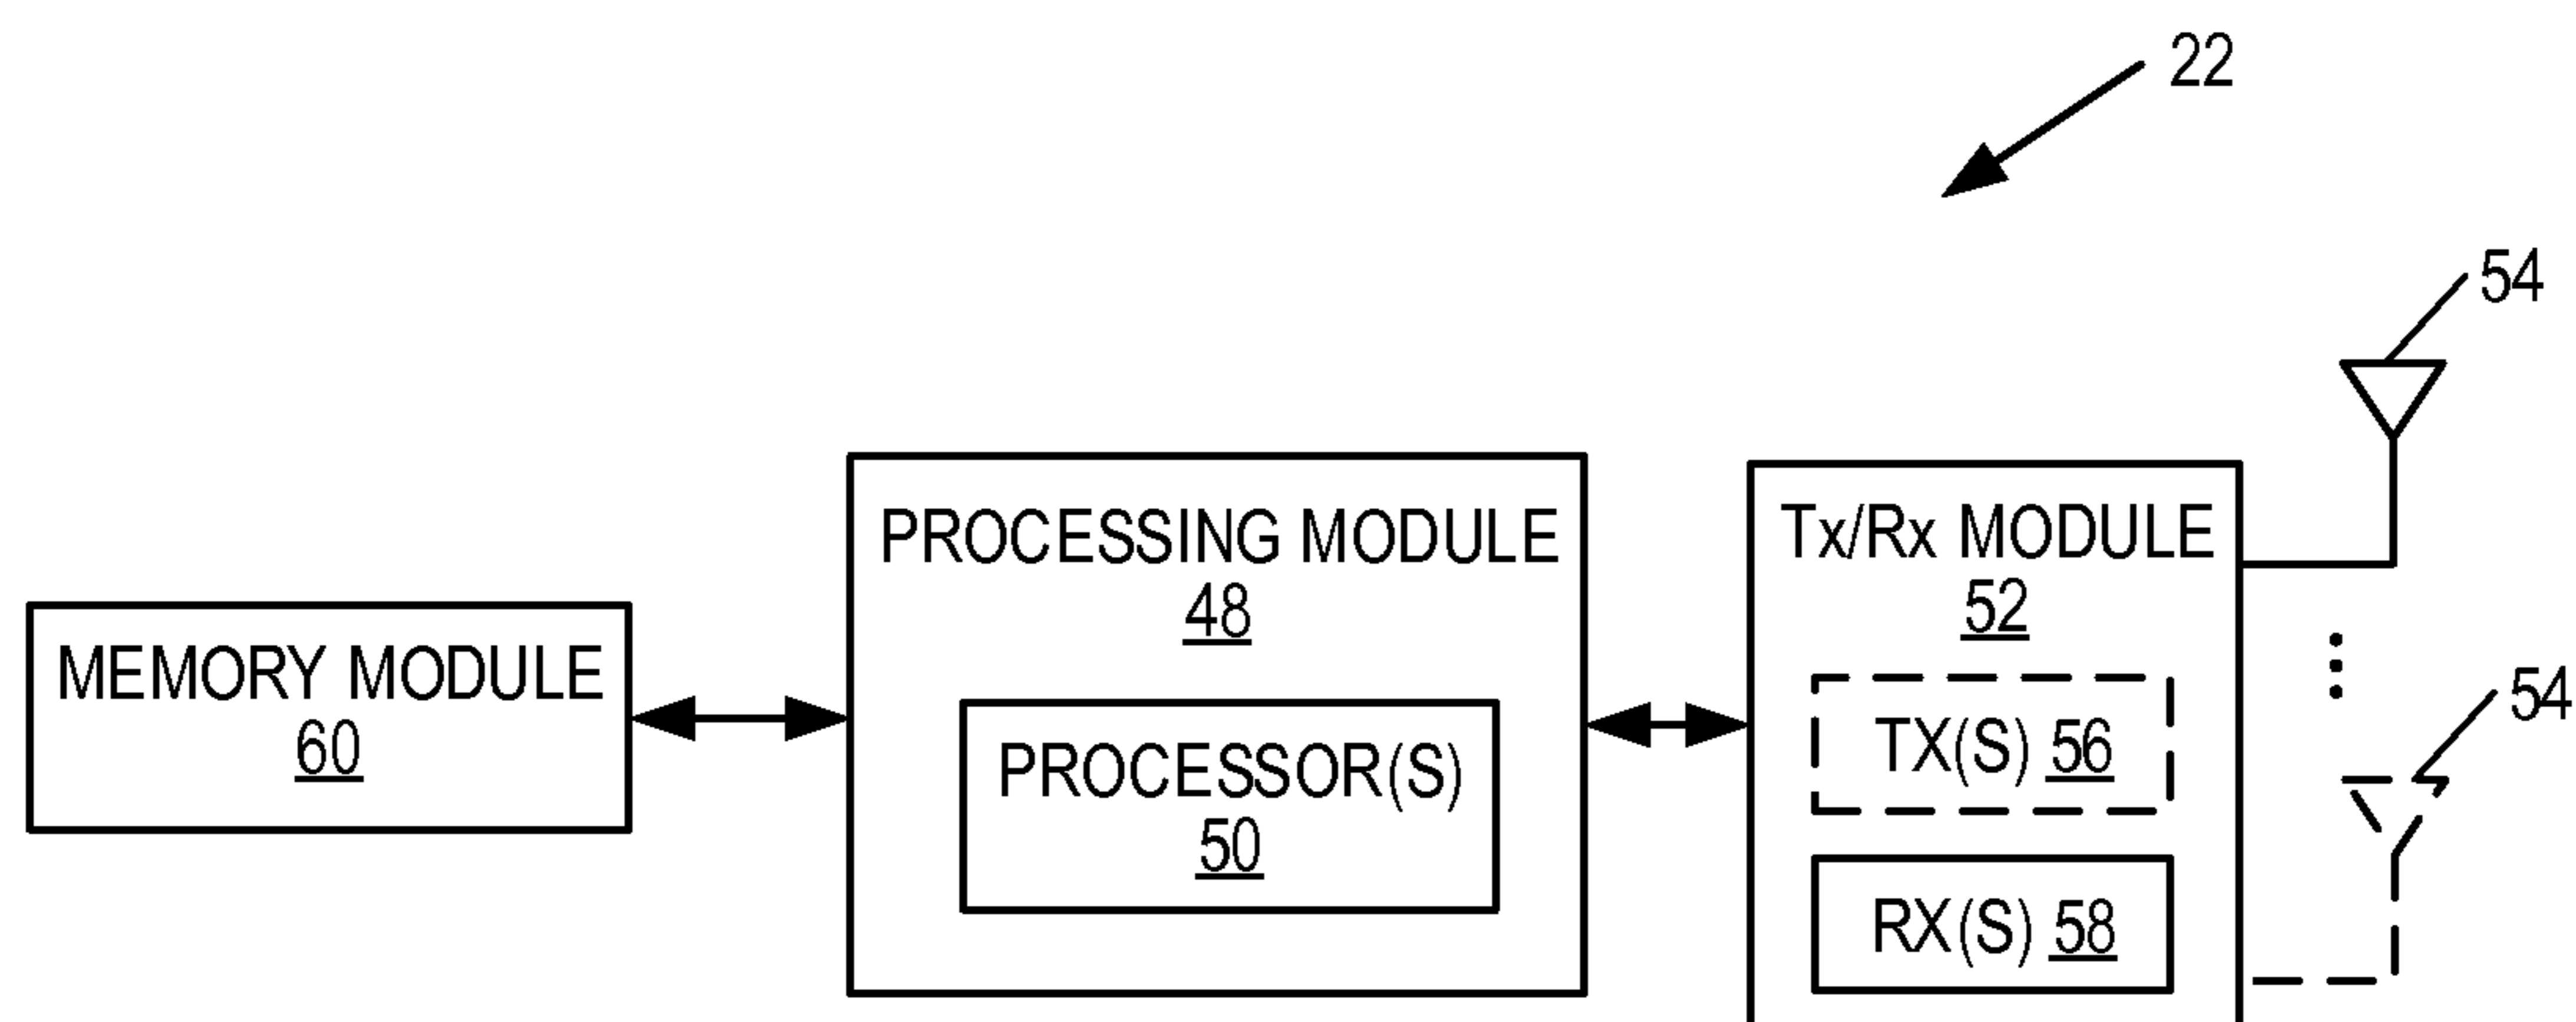 22
54
PROCESSING MODULE
48
Tx/Rx MODULE
52
MEMORY MODULE
60
PROCESSOR(S)
50
TX(S) 56
54
RX(S) 58